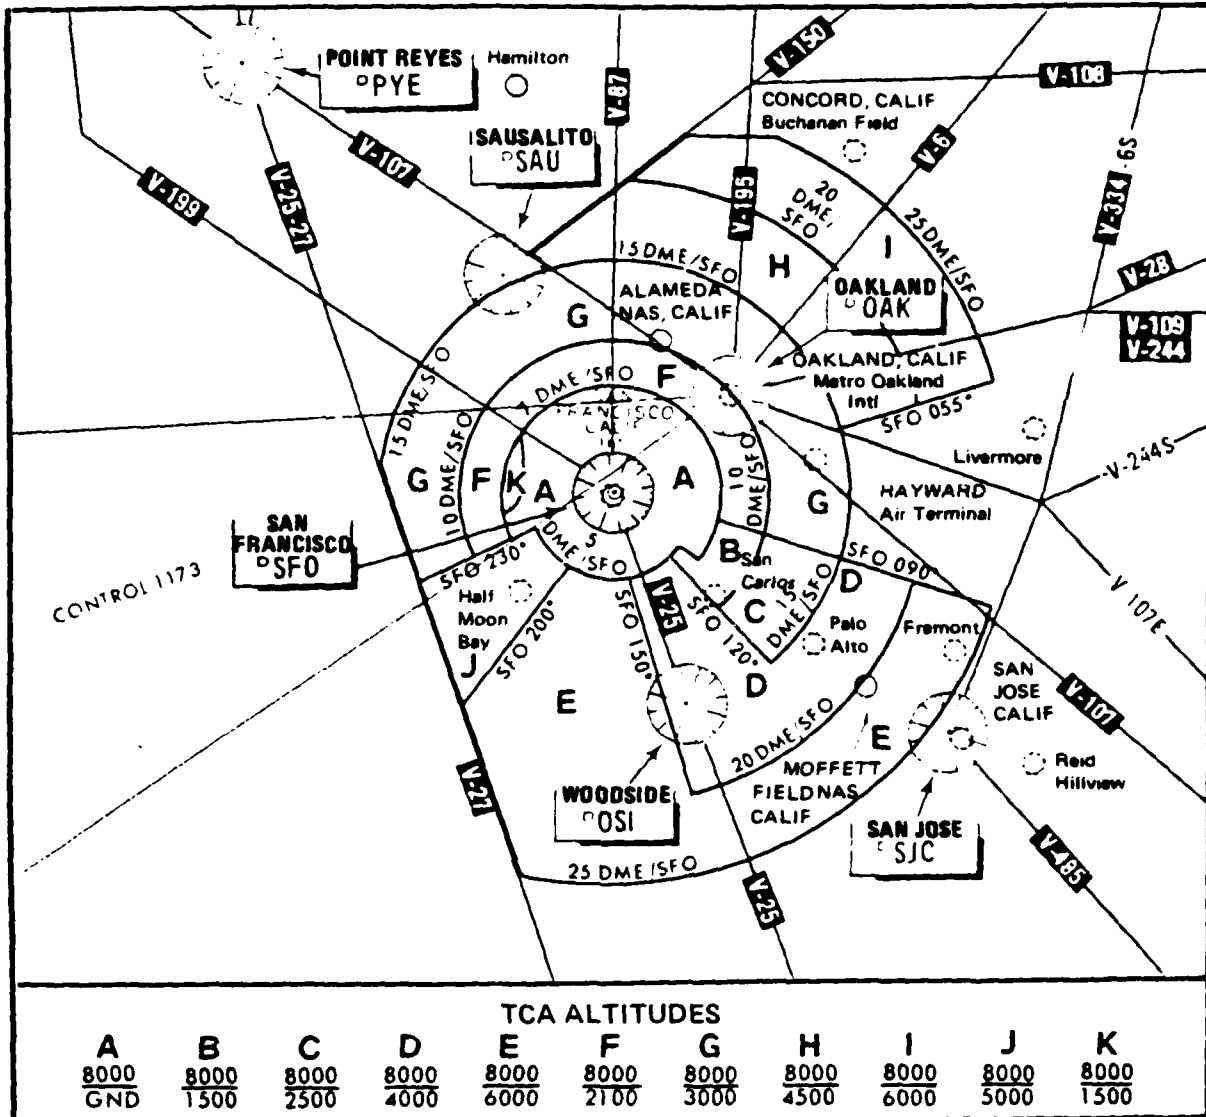 POINT REYES
PYE
Hamilton
V-87
V-150
V-108
CONCORD, CALIF
Buchanan Field
SAUSALITO
SAU
V-107
V-6
V-199
V-25-27
V-195
20
DME/
SFO
25 DME/SFO
V-334-6S
15 DME/SFO
H
I
V-28
ALAMEDA
NAS, CALIF
OAKLAND
OAK
V-109
V-244
G
15 DME/SFO
7 DME/SFO
F
OAKLAND, CALIF
Metro Oakland
Intl
FRANCISCO
SFO 055°
Livermore
V-244S
10 DME/SFO
10 DME/SFO
G
F
K
A
A
G
HAYWARD
Air Terminal
SAN
FRANCISCO
SFO
5
DME/SFO
B
San
Carlos
SFO 090°
CONTROL 1173
SFO 230°
D
V 107E
Half
Moon
Bay
V-25
C
15
DME/SFO
Palo
Alto
Fremont
SFO 200°
SFO 150°
SFO 120°
J
D
SAN
JOSE
CALIF
V-107
E
E
20 DME/SFO
V-27
WOODSIDE
OSI
MOFFETT
FIELD NAS
CALIF
Reid
Hillview
SAN JOSE
SJC
25 DME/SFO
V-25
V-485
TCA ALTITUDES
A B C D E F G H I J K
8000 8000 8000 8000 8000 8000 8000 8000 8000 8000 8000
GND 1500 2500 4000 6000 2100 3000 4500 6000 5000 1500